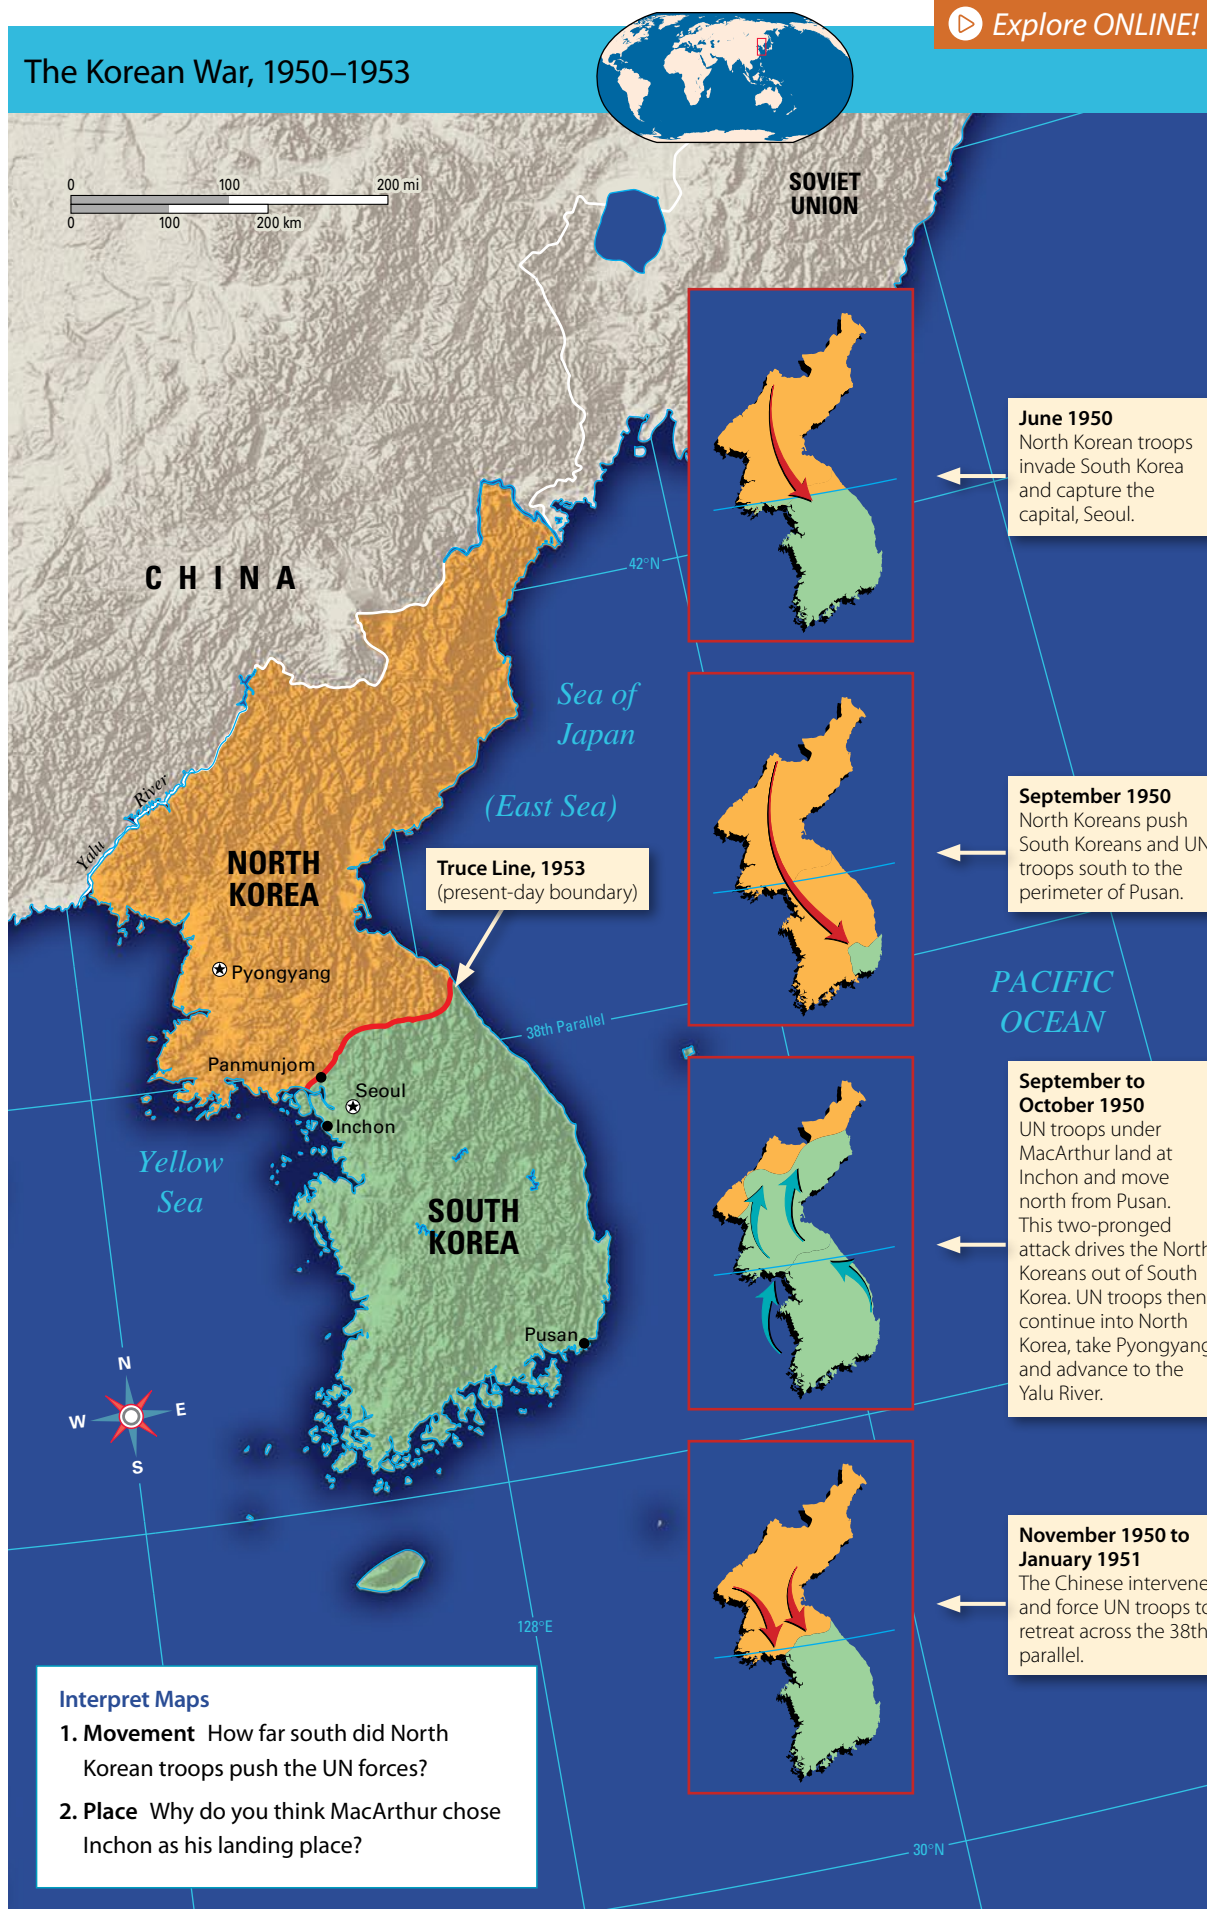 Explore ONLINE!
The Korean War, 1950–1953
0 100 200 mi
0 100 200 km
SOVIET
UNION
June 1950
North Korean troops
invade South Korea
and capture the
capital, Seoul.
42°N
CHINA
Sea of
Japan
(East Sea)
River
Yalu
September 1950
North Koreans push
South Koreans and UN
troops south to the
perimeter of Pusan.
NORTH
KOREA
Truce Line, 1953
(present-day boundary)
Pyongyang
PACIFIC
OCEAN
38th Parallel
Panmunjom
Seoul
Inchon
Yellow
Sea
September to
October 1950
UN troops under
MacArthur land at
Inchon and move
north from Pusan.
This two-pronged
attack drives the North
Koreans out of South
Korea. UN troops then
continue into North
Korea, take Pyongyang
and advance to the
Yalu River.
SOUTH
KOREA
Pusan
N
W E
S
November 1950 to
January 1951
The Chinese intervene
and force UN troops to
retreat across the 38th
parallel.
128°E
Interpret Maps
1. Movement How far south did North
Korean troops push the UN forces?
2. Place Why do you think MacArthur chose
Inchon as his landing place?
30°N